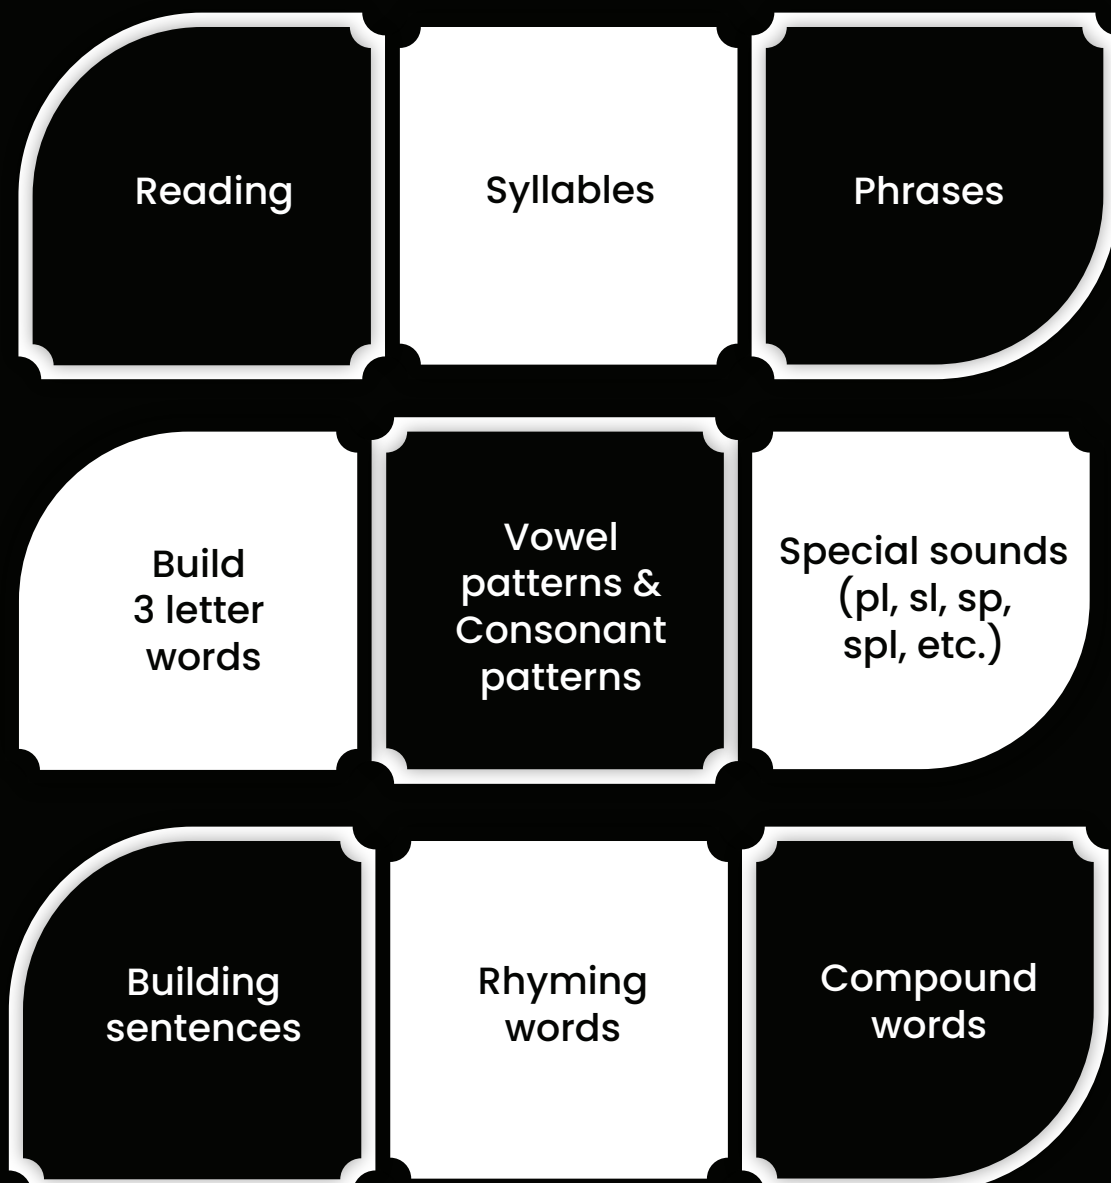 Reading
Syllables
Phrases
Build
3 letter
words
Vowel
patterns &
Consonant
patterns
Special sounds
(pl, sl, sp,
spl, etc.)
Building
sentences
Rhyming
words
Compound
words